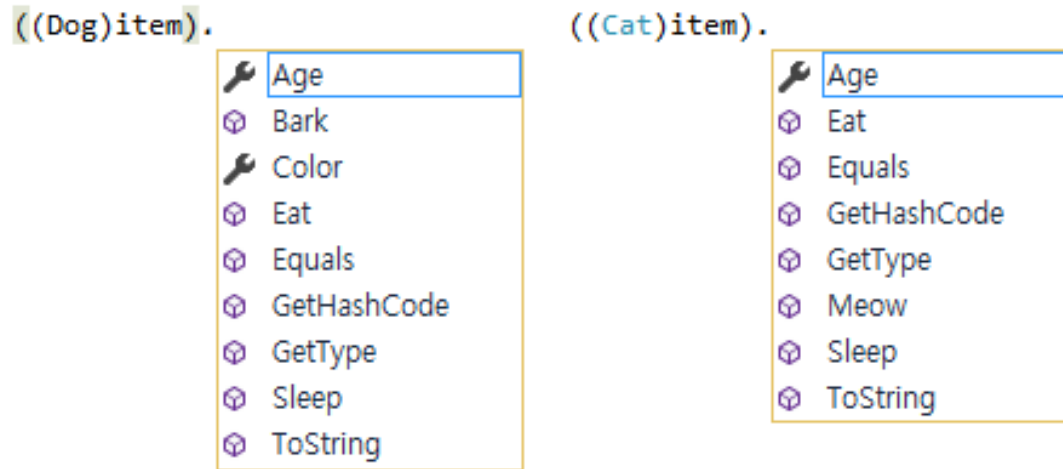 ((Dog)item).
Age
Bark
Color
Eat
Equals
GetHashCode
GetType
Sleep
ToString
((Cat)item).
Age
Eat
Equals
GetHashCode
GetType
Meow
Sleep
ToString